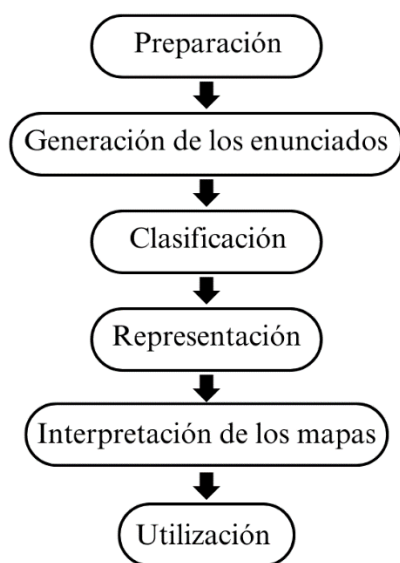 Preparación
Generación de los enunciados
Clasificación
Representación
Interpretación de los mapas
Utilización